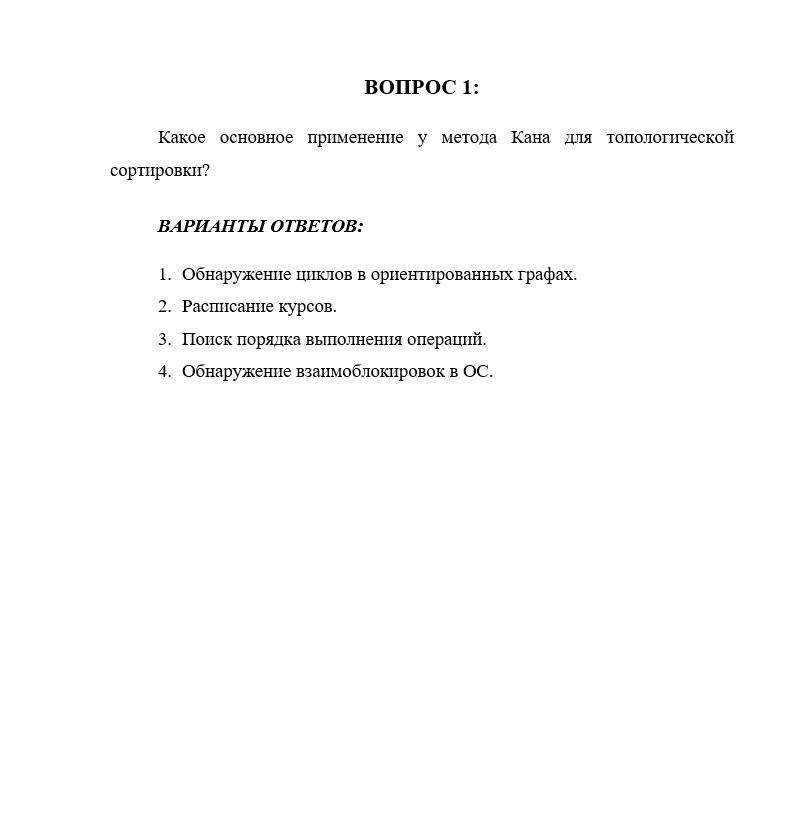 ВОПРОС 1:
Какое основное применение у метода Кана для топологической
сортировки?
ВАРИАНТЫ ОТВЕТОВ:
1. Обнаружение циклов в ориентированных графах.
2. Расписание курсов.
3. Поиск порядка выполнения операций.
4. Обнаружение взаимоблокировок в ОС.